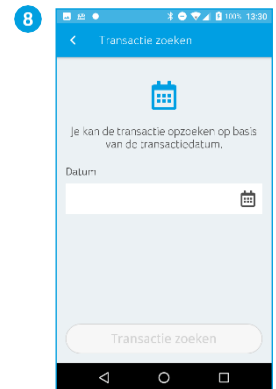 8
100% 13:30
Transactie zoeken
Je kan de transactie opzoeken op basis
van de transactiedatum.
Datum
Transactie zoeken